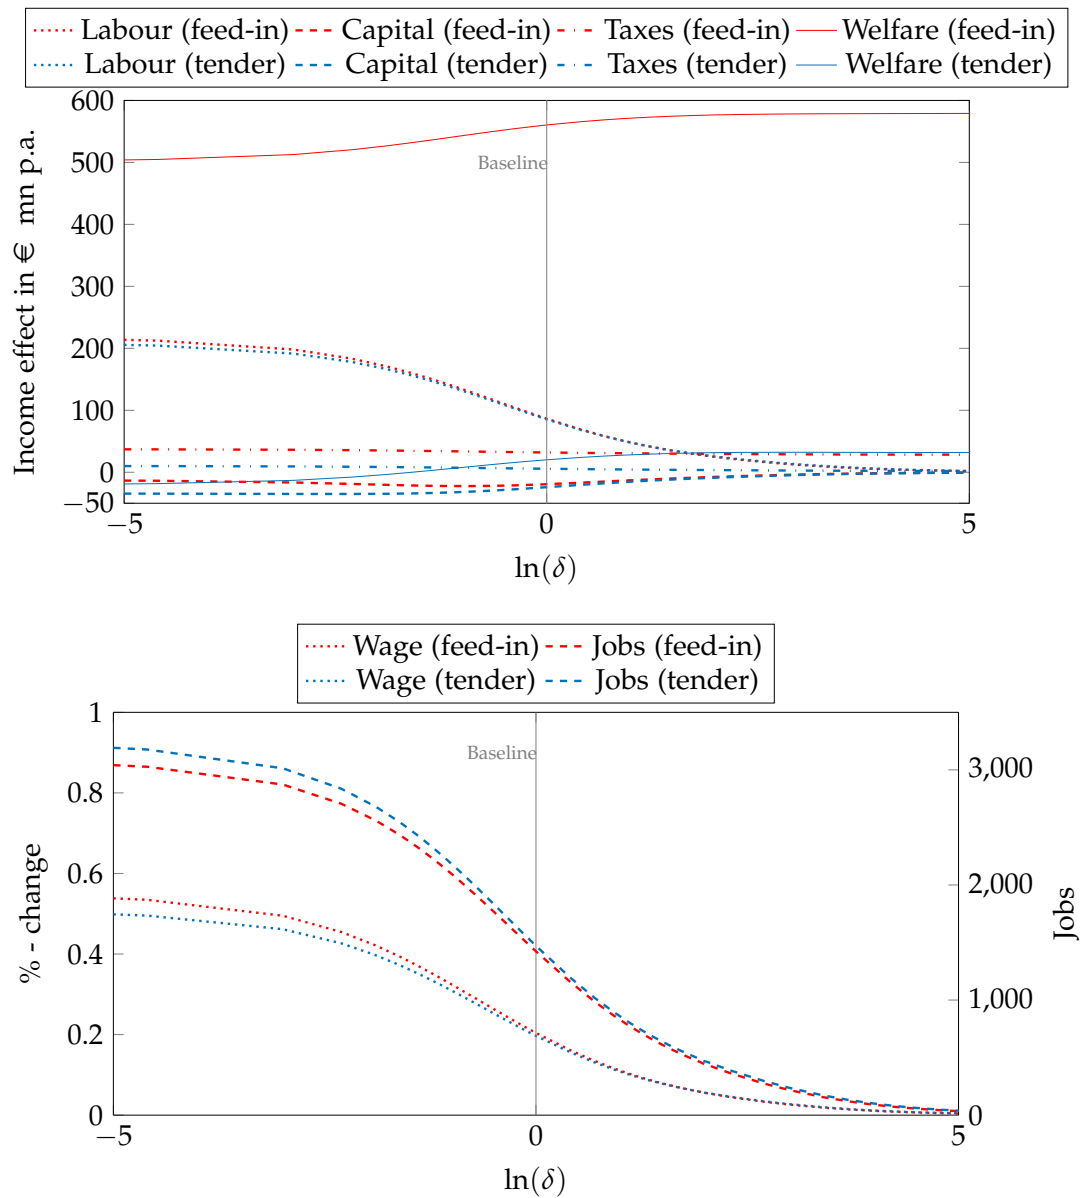 Labour (feed-in) Capital (feed-in) Taxes (feed-in) Welfare (feed-in)
Labour (tender) Capital (tender) Taxes (tender) Welfare (tender)
600
500
400
300
200
100
0
−50
Income effect in € mn p.a.
Baseline
−5 0 5
ln(δ)
Wage (feed-in) Jobs (feed-in)
Wage (tender) Jobs (tender)
1
0.8
0.6
0.4
0.2
0
% - change
Baseline
3,000
2,000
1,000
0
Jobs
−5 0 5
ln(δ)